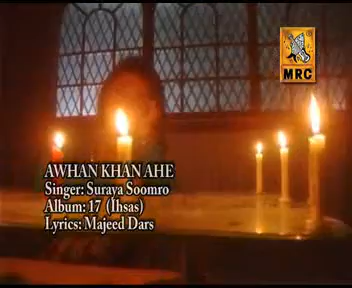 MRC
AWHAN KHAN AHE
Singer: Suraya Soomro
Album: 17 (Ihsas)
Lyrics: Majeed Dars